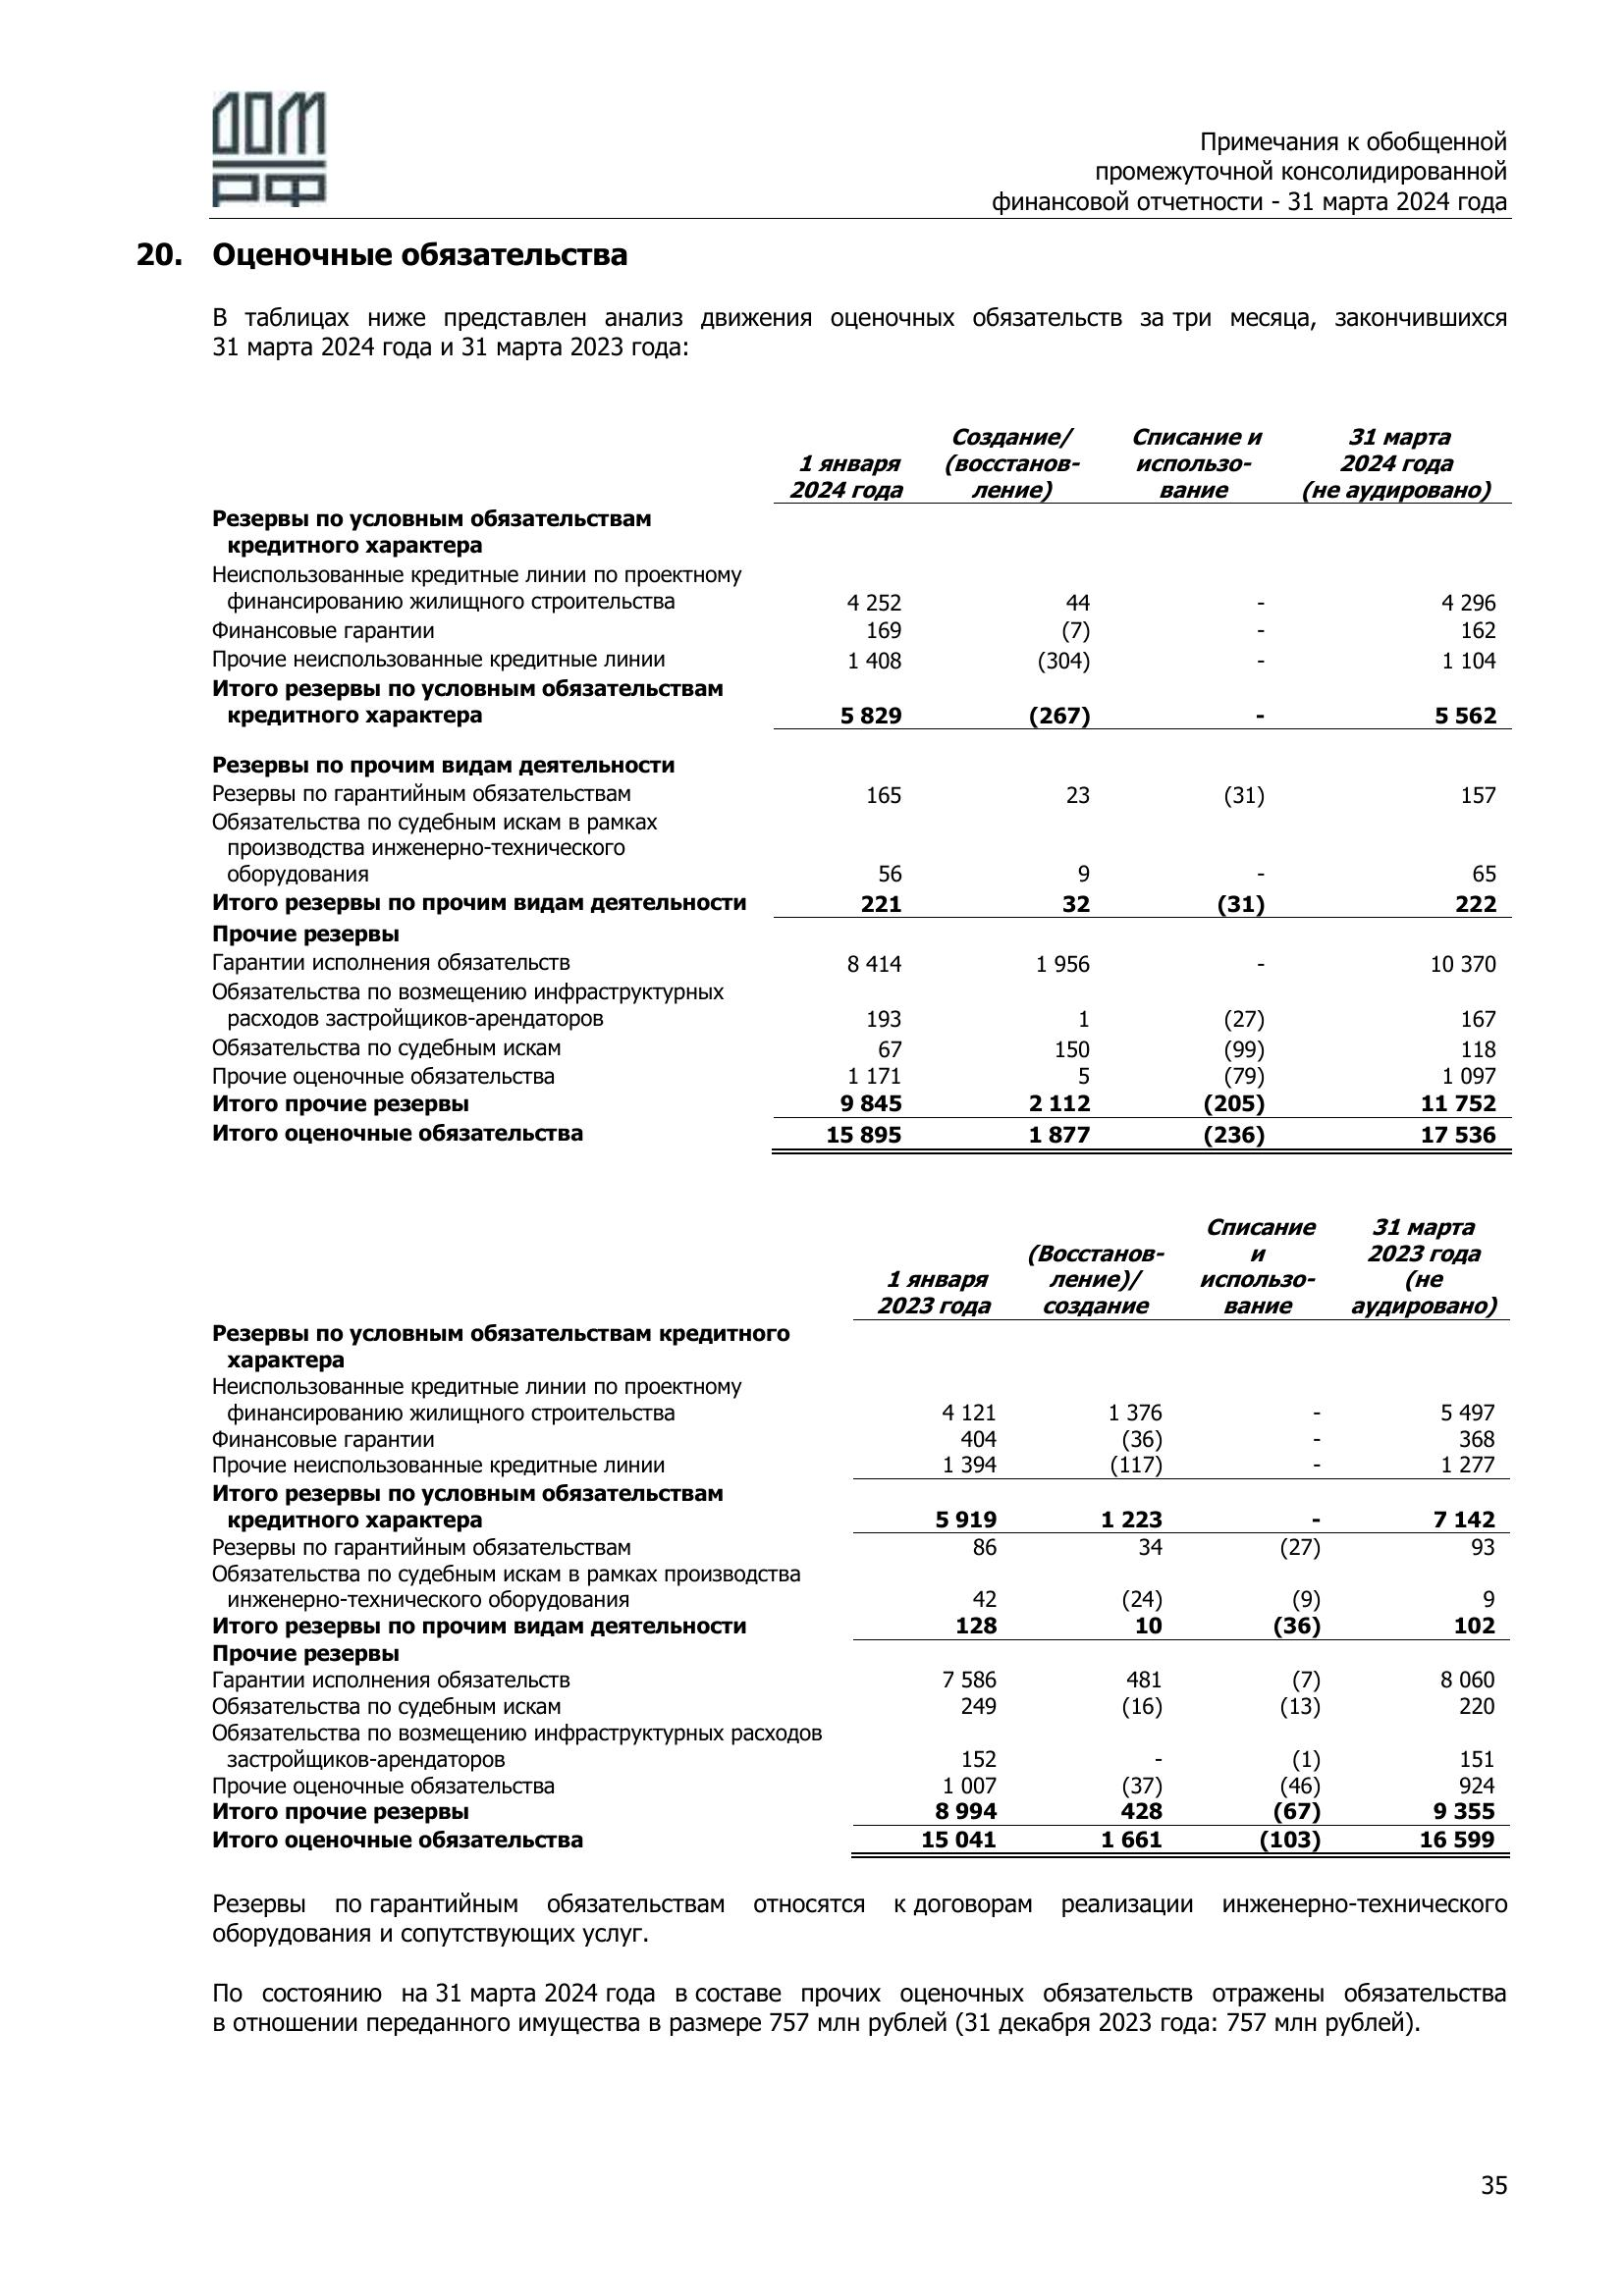 ДОМ
РФ
Примечания к обобщенной
промежуточной консолидированной
финансовой отчетности - 31 марта 2024 года
20. Оценочные обязательства
В таблицах ниже представлен анализ движения оценочных обязательств за три месяца, закончившихся
31 марта 2024 года и 31 марта 2023 года:
Создание/ Списание и 31 марта
1 января (восстанов- использо- 2024 года
2024 года ление) вание (не аудировано)
Резервы по условным обязательствам
кредитного характера
Неиспользованные кредитные линии по проектному
финансированию жилищного строительства 4 252 44 - 4 296
Финансовые гарантии 169 (7) - 162
Прочие неиспользованные кредитные линии 1 408 (304) - 1 104
Итого резервы по условным обязательствам
кредитного характера 5 829 (267) - 5 562
Резервы по прочим видам деятельности
Резервы по гарантийным обязательствам 165 23 (31) 157
Обязательства по судебным искам в рамках
производства инженерно-технического
оборудования 56 9 - 65
Итого резервы по прочим видам деятельности 221 32 (31) 222
Прочие резервы
Гарантии исполнения обязательств 8 414 1 956 - 10 370
Обязательства по возмещению инфраструктурных
расходов застройщиков-арендаторов 193 1 (27) 167
Обязательства по судебным искам 67 150 (99) 118
Прочие оценочные обязательства 1 171 5 (79) 1 097
Итого прочие резервы 9 845 2 112 (205) 11 752
Итого оценочные обязательства 15 895 1 877 (236) 17 536
Списание 31 марта
(Восстанов- и 2023 года
1 января ление)/ использо- (не
2023 года создание вание аудировано)
Резервы по условным обязательствам кредитного
характера
Неиспользованные кредитные линии по проектному
финансированию жилищного строительства 4 121 1 376 - 5 497
Финансовые гарантии 404 (36) - 368
Прочие неиспользованные кредитные линии 1 394 (117) - 1 277
Итого резервы по условным обязательствам
кредитного характера 5 919 1 223 - 7 142
Резервы по гарантийным обязательствам 86 34 (27) 93
Обязательства по судебным искам в рамках производства
инженерно-технического оборудования 42 (24) (9) 9
Итого резервы по прочим видам деятельности 128 10 (36) 102
Прочие резервы
Гарантии исполнения обязательств 7 586 481 (7) 8 060
Обязательства по судебным искам 249 (16) (13) 220
Обязательства по возмещению инфраструктурных расходов
застройщиков-арендаторов 152 - (1) 151
Прочие оценочные обязательства 1 007 (37) (46) 924
Итого прочие резервы 8 994 428 (67) 9 355
Итого оценочные обязательства 15 041 1 661 (103) 16 599
Резервы по гарантийным обязательствам относятся к договорам реализации инженерно-технического
оборудования и сопутствующих услуг.
По состоянию на 31 марта 2024 года в составе прочих оценочных обязательств отражены обязательства
в отношении переданного имущества в размере 757 млн рублей (31 декабря 2023 года: 757 млн рублей).
35